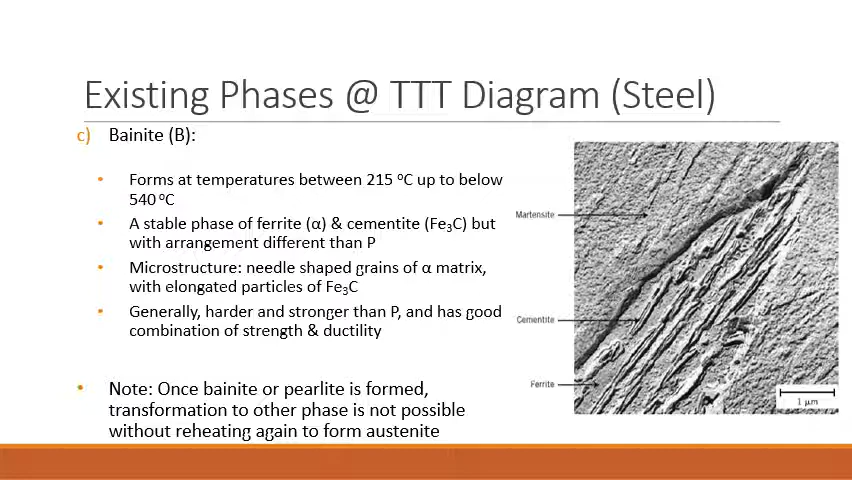 Existing Phases @ TTT Diagram (Steel)
c) Bainite (B):
• Forms at temperatures between 215 ºC up to below
540 ºC
• A stable phase of ferrite (α) & cementite (Fe₃C) but
with arrangement different than P
• Microstructure: needle shaped grains of α matrix,
with elongated particles of Fe₃C
• Generally, harder and stronger than P, and has good
combination of strength & ductility
• Note: Once bainite or pearlite is formed,
transformation to other phase is not possible
without reheating again to form austenite
Martensite
Cementite
Ferrite
1 μm